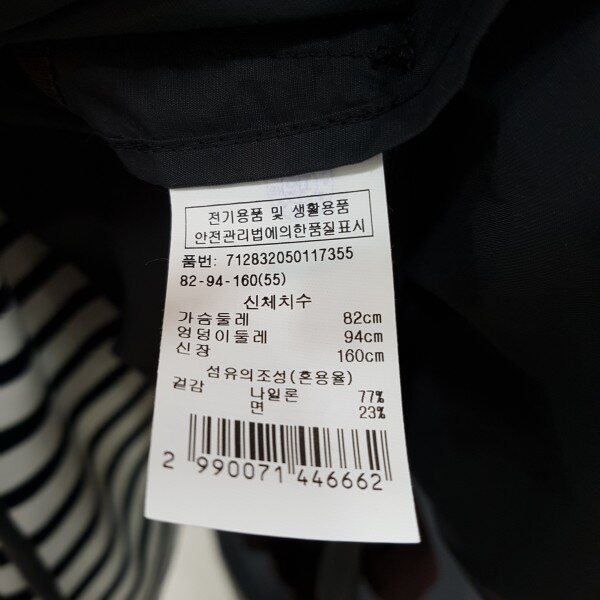 전기용품 및 생활용품
안전관리법에의한품질표시
품번: 712832050117355
82-94-160(55)
신체치수
가슴둘레 82cm
엉덩이둘레 94cm
신장 160cm
섬유의조성(혼용율)
겉감 나일론 77%
면 23%
2 990071 446662